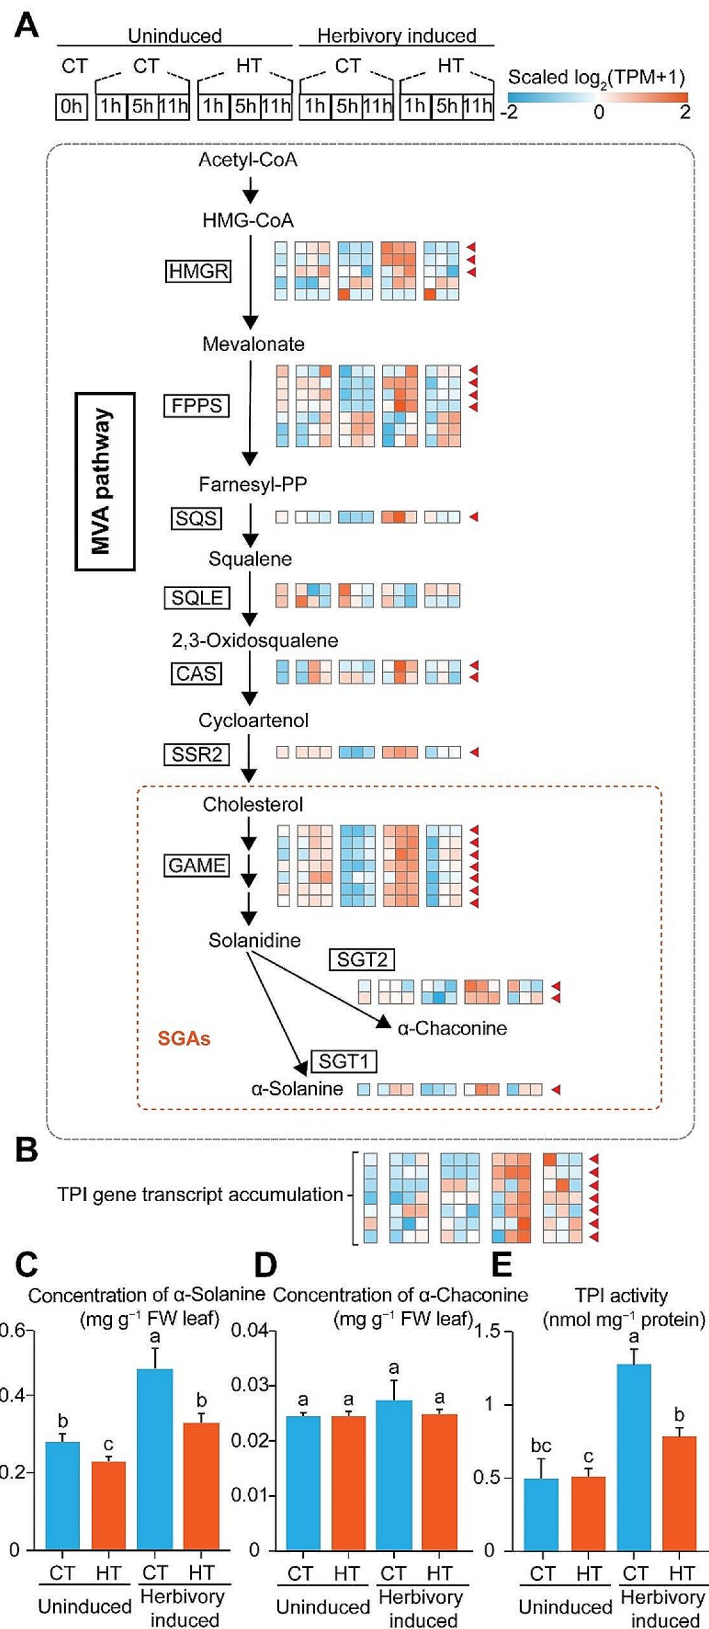 A
Uninduced
Herbivory induced
CT
CT
HT
CT
HT
0h
1h 5h 11h
1h 5h 11h
1h 5h 11h
1h 5h 11h
Scaled log2(TPM+1)
-2 0 2
Acetyl-CoA
HMG-CoA
HMGR
Mevalonate
FPPS
MVA pathway
Farnesyl-PP
SQS
Squalene
SQLE
2,3-Oxidosqualene
CAS
Cycloartenol
SSR2
Cholesterol
GAME
Solanidine
SGT2
α-Chaconine
SGAs
SGT1
α-Solanine
B
TPI gene transcript accumulation
C
Concentration of α-Solanine
(mg g⁻¹ FW leaf)
0.6
0.4
0.2
0
b
c
a
b
CT HT CT HT
Uninduced
Herbivory
induced
D
Concentration of α-Chaconine
(mg g⁻¹ FW leaf)
0.04
0.03
0.02
0.01
0
a
a
a
a
CT HT CT HT
Uninduced
Herbivory
induced
E
TPI activity
(nmol mg⁻¹ protein)
1.5
1
0.5
0
bc
c
a
b
CT HT CT HT
Uninduced
Herbivory
induced